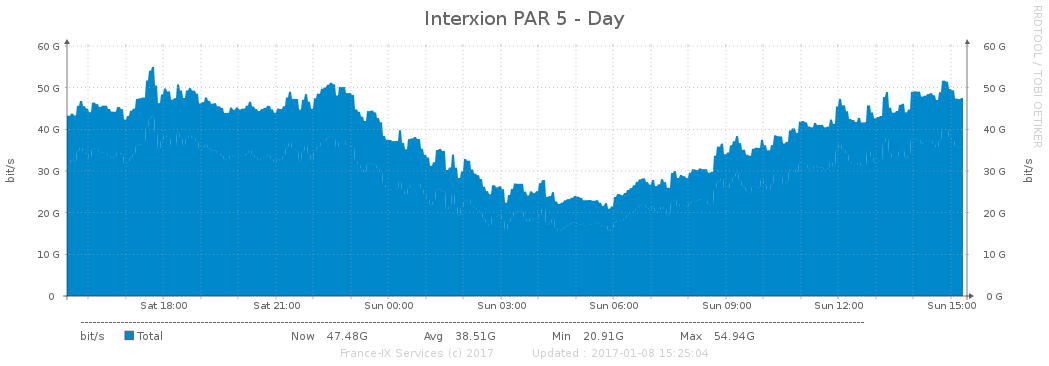 Interxion PAR 5 - Day
RRDTOOL / TOBI OETIKER
60 G 60 G
50 G 50 G
40 G 40 G
30 G 30 G
20 G 20 G
10 G 10 G
0 0 G
bit/s
bit/s
Sat 18:00 Sat 21:00 Sun 00:00 Sun 03:00 Sun 06:00 Sun 09:00 Sun 12:00 Sun 15:00
bit/s Total Now 47.48G Avg 38.51G Min 20.91G Max 54.94G
France-IX Services (c) 2017 Updated : 2017-01-08 15:25:04